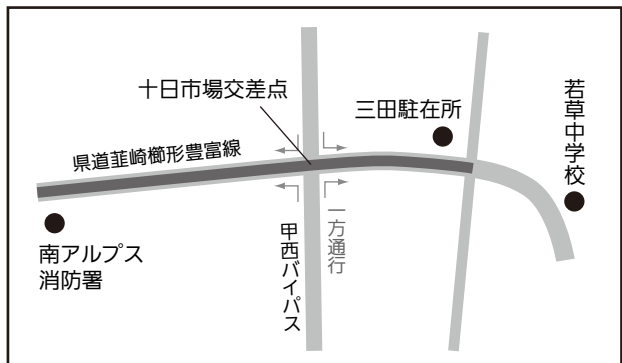 十日市場交差点
三田駐在所
若草中学校
県道韮崎櫛形豊富線
南アルプス
消防署
甲西バイパス
一方通行